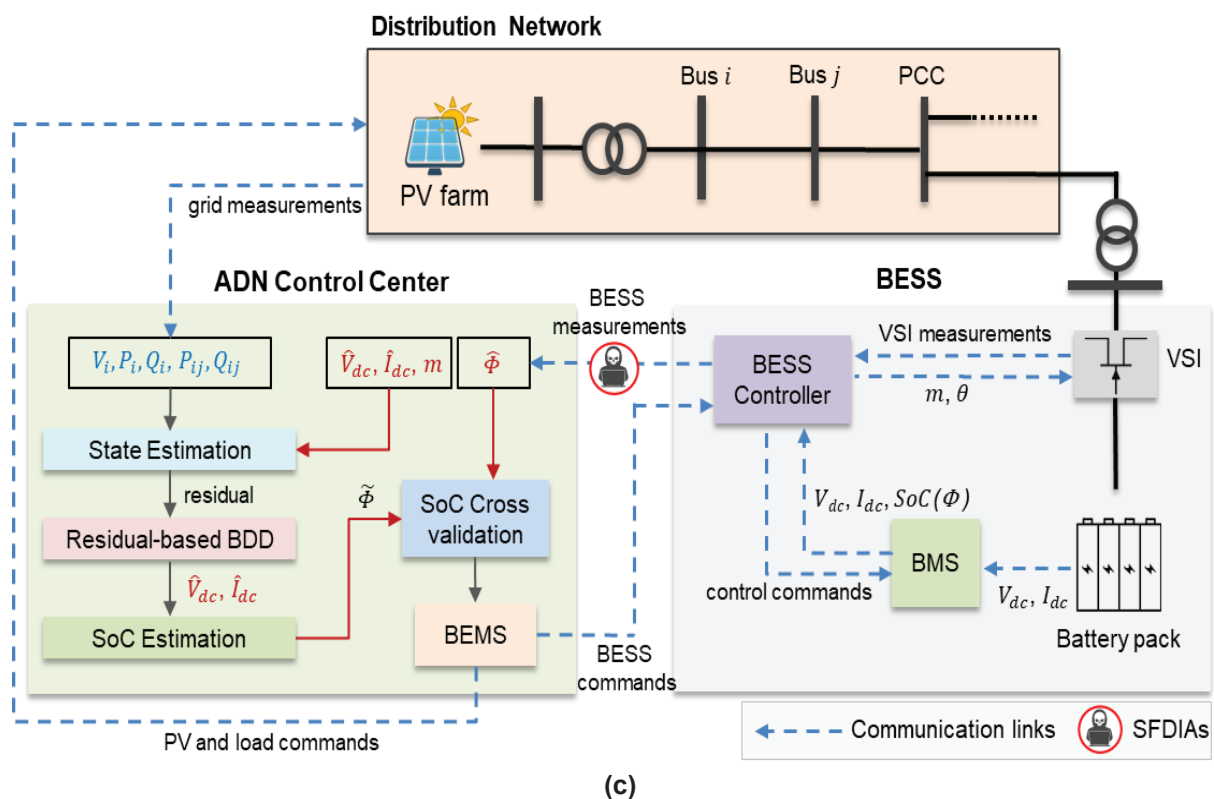 Distribution Network
Bus i
Bus j
PCC
PV farm
grid measurements
ADN Control Center
BESS
BESS
measurements
VSI measurements
VSI
V_i, P_i, Q_i, P_ij, Q_ij
V̂_dc, Î_dc, m
Φ̂
BESS
Controller
m, θ
State Estimation
residual
Φ̃
SoC Cross
validation
V_dc, I_dc, SoC(Φ)
Residual-based BDD
BMS
control commands
V_dc, I_dc
V̂_dc, Î_dc
SoC Estimation
BEMS
BESS
commands
Battery pack
PV and load commands
Communication links
SFDIAs
(c)